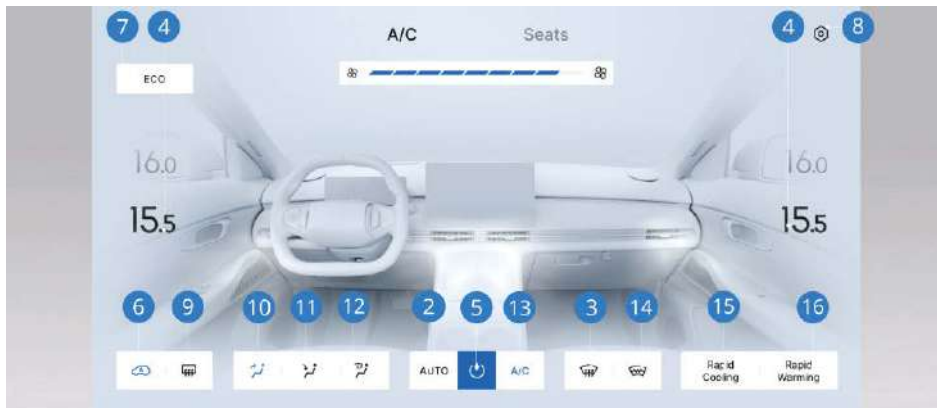 7 4 4 8
A/C Seats
ECO
16.0 16.0
15.5 15.5
6 9 10 11 12 2 5 13 3 14 15 16
AUTO A/C Rapid Cooling Rapid Warming